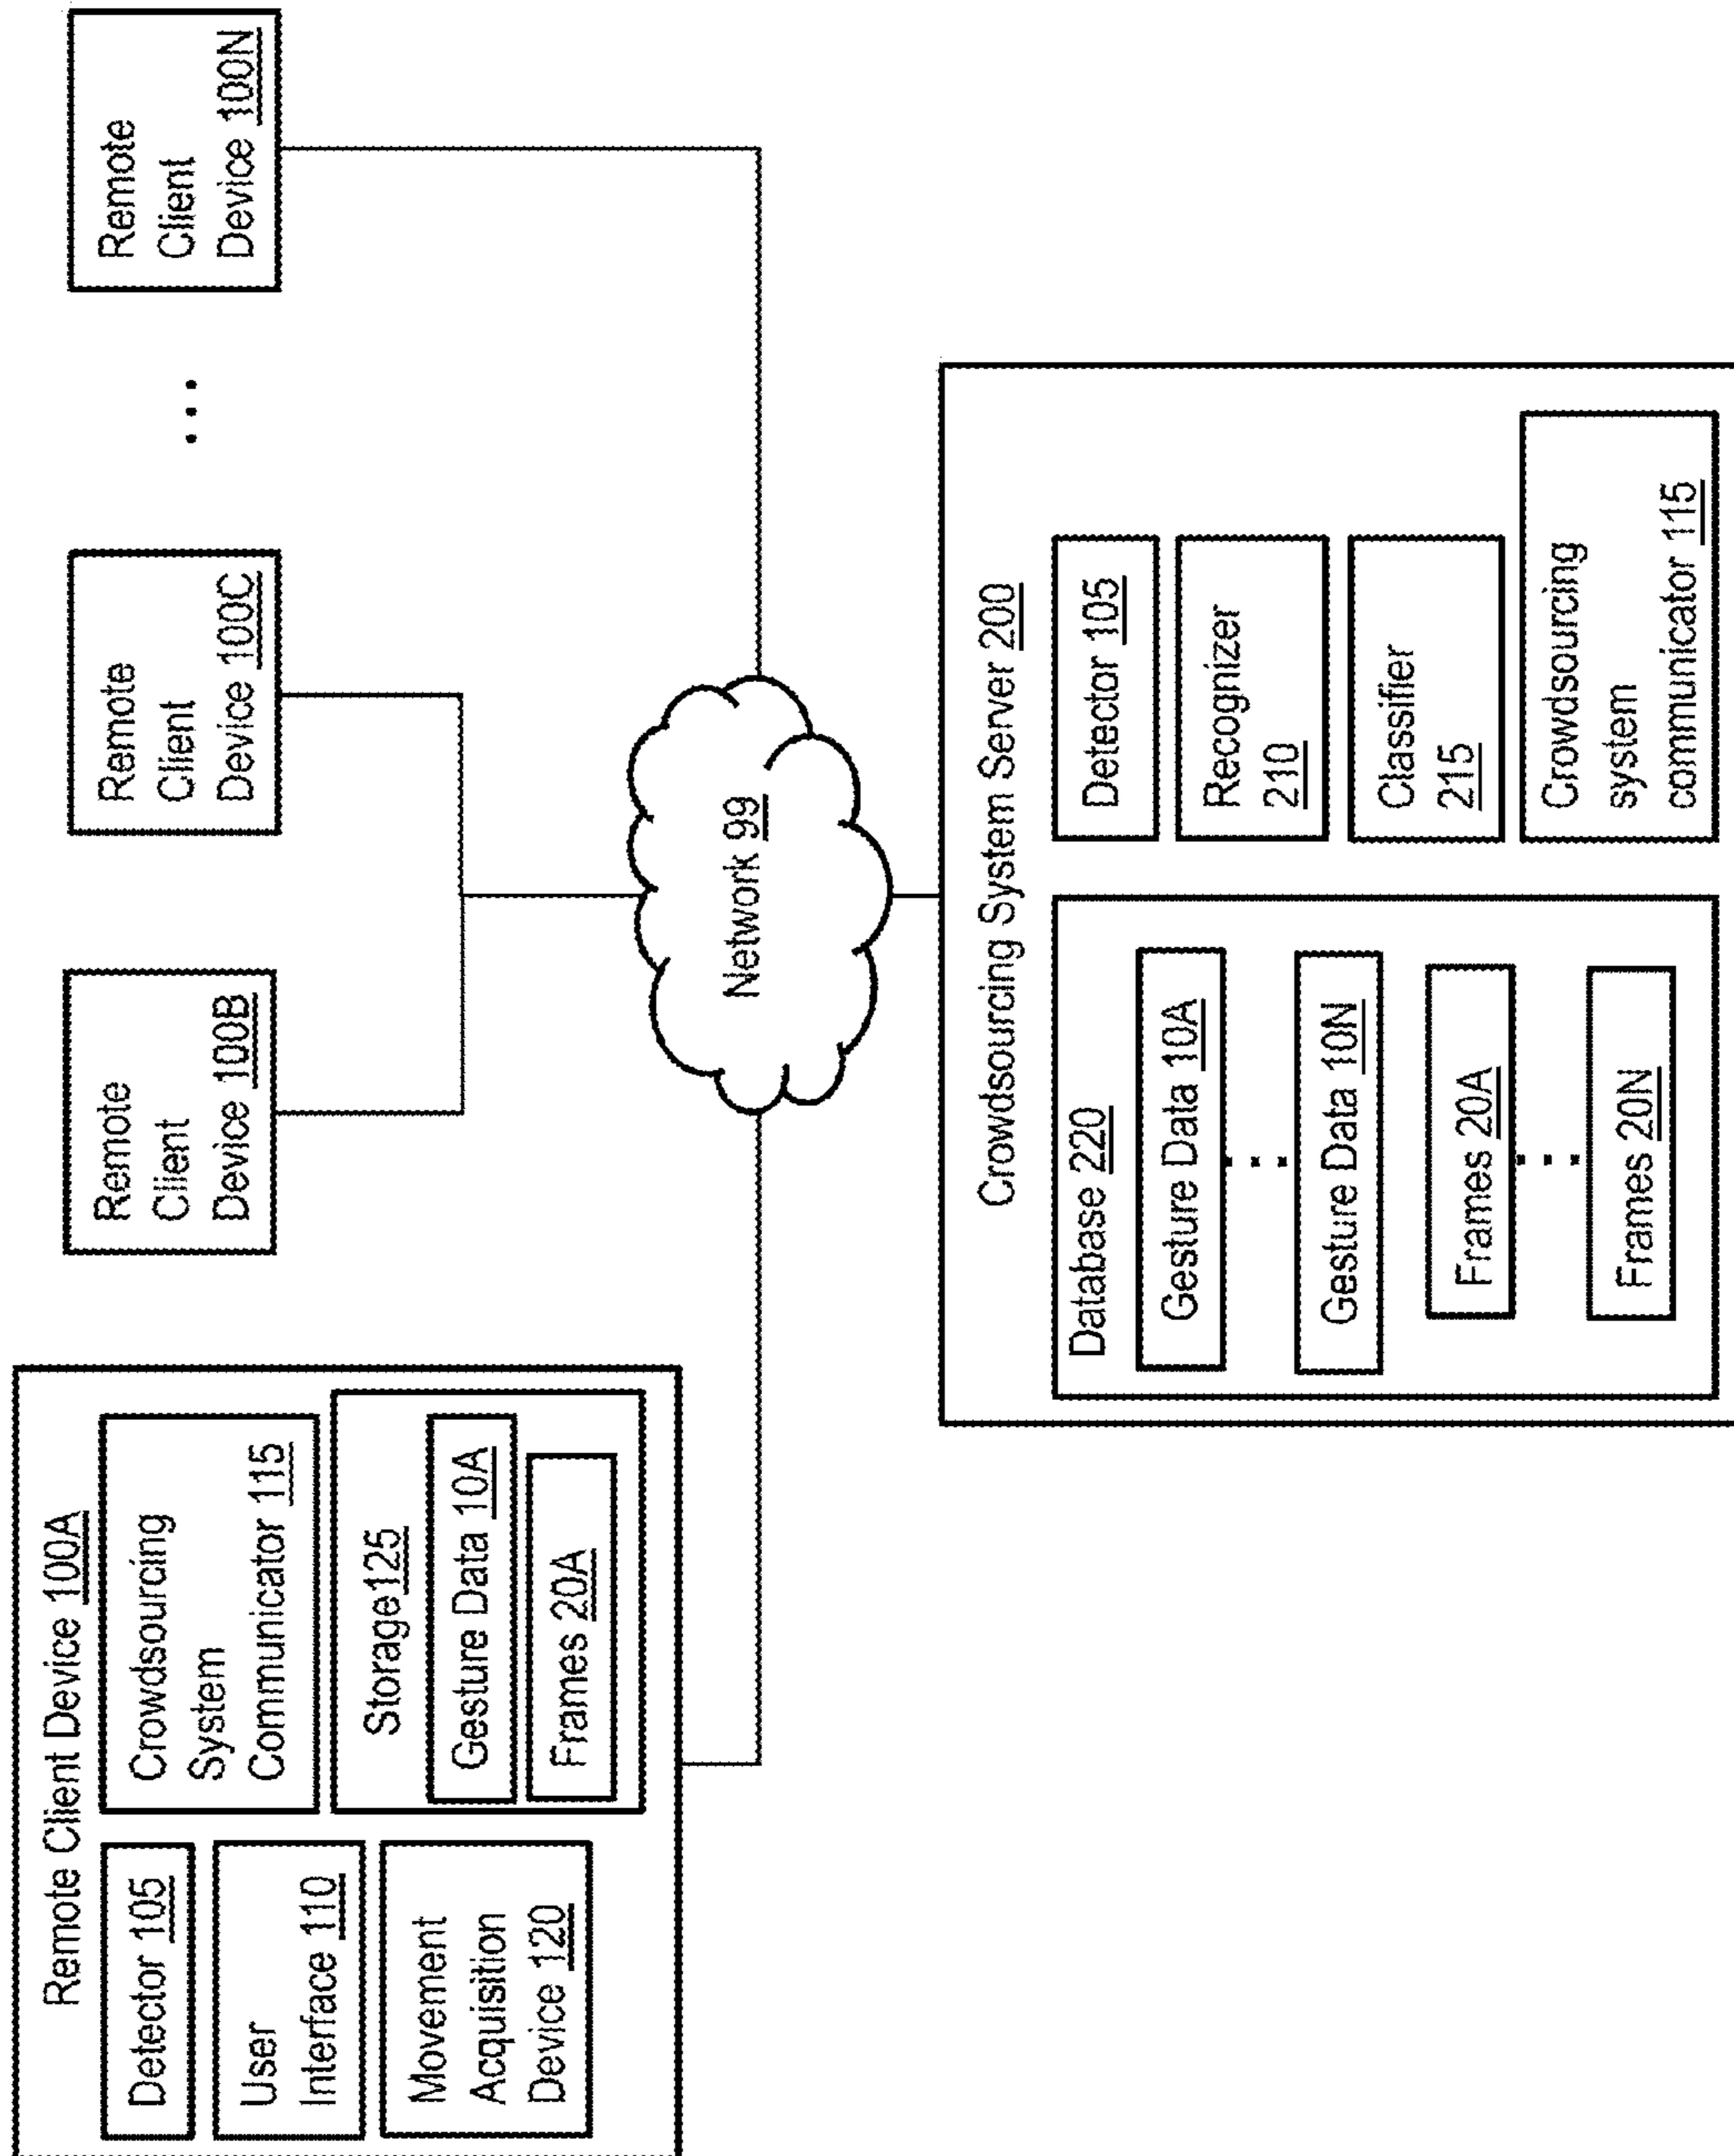 Remote Client Device 100A
Detector 105
User
Interface 110
Movement
Acquisition
Device 120
Crowdsourcing
System
Communicator 115
Storage125
Gesture Data 10A
Frames 20A
Remote
Client
Device 100B
Remote
Client
Device 100C
...
Remote
Client
Device 100N
Network 99
Crowdsourcing System Server 200
Database 220
Gesture Data 10A
...
Gesture Data 10N
Frames 20A
...
Frames 20N
Detector 105
Recognizer
210
Classifier
215
Crowdsourcing
system
communicator 115